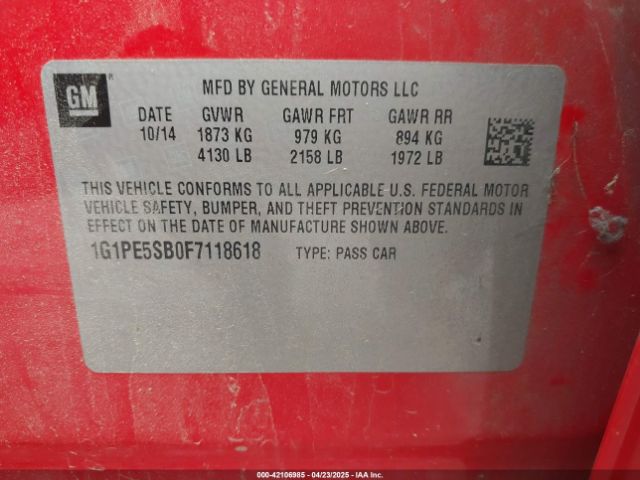 GM®
MFD BY GENERAL MOTORS LLC
DATE GVWR GAWR FRT GAWR RR
10/14 1873 KG 979 KG 894 KG
4130 LB 2158 LB 1972 LB
THIS VEHICLE CONFORMS TO ALL APPLICABLE U.S. FEDERAL MOTOR
VEHICLE SAFETY, BUMPER, AND THEFT PREVENTION STANDARDS IN
EFFECT ON THE DATE OF MANUFACTURE SHOWN ABOVE.
1G1PE5SB0F7118618 TYPE: PASS CAR
000-42106985 - 04/23/2025 - IAA Inc.